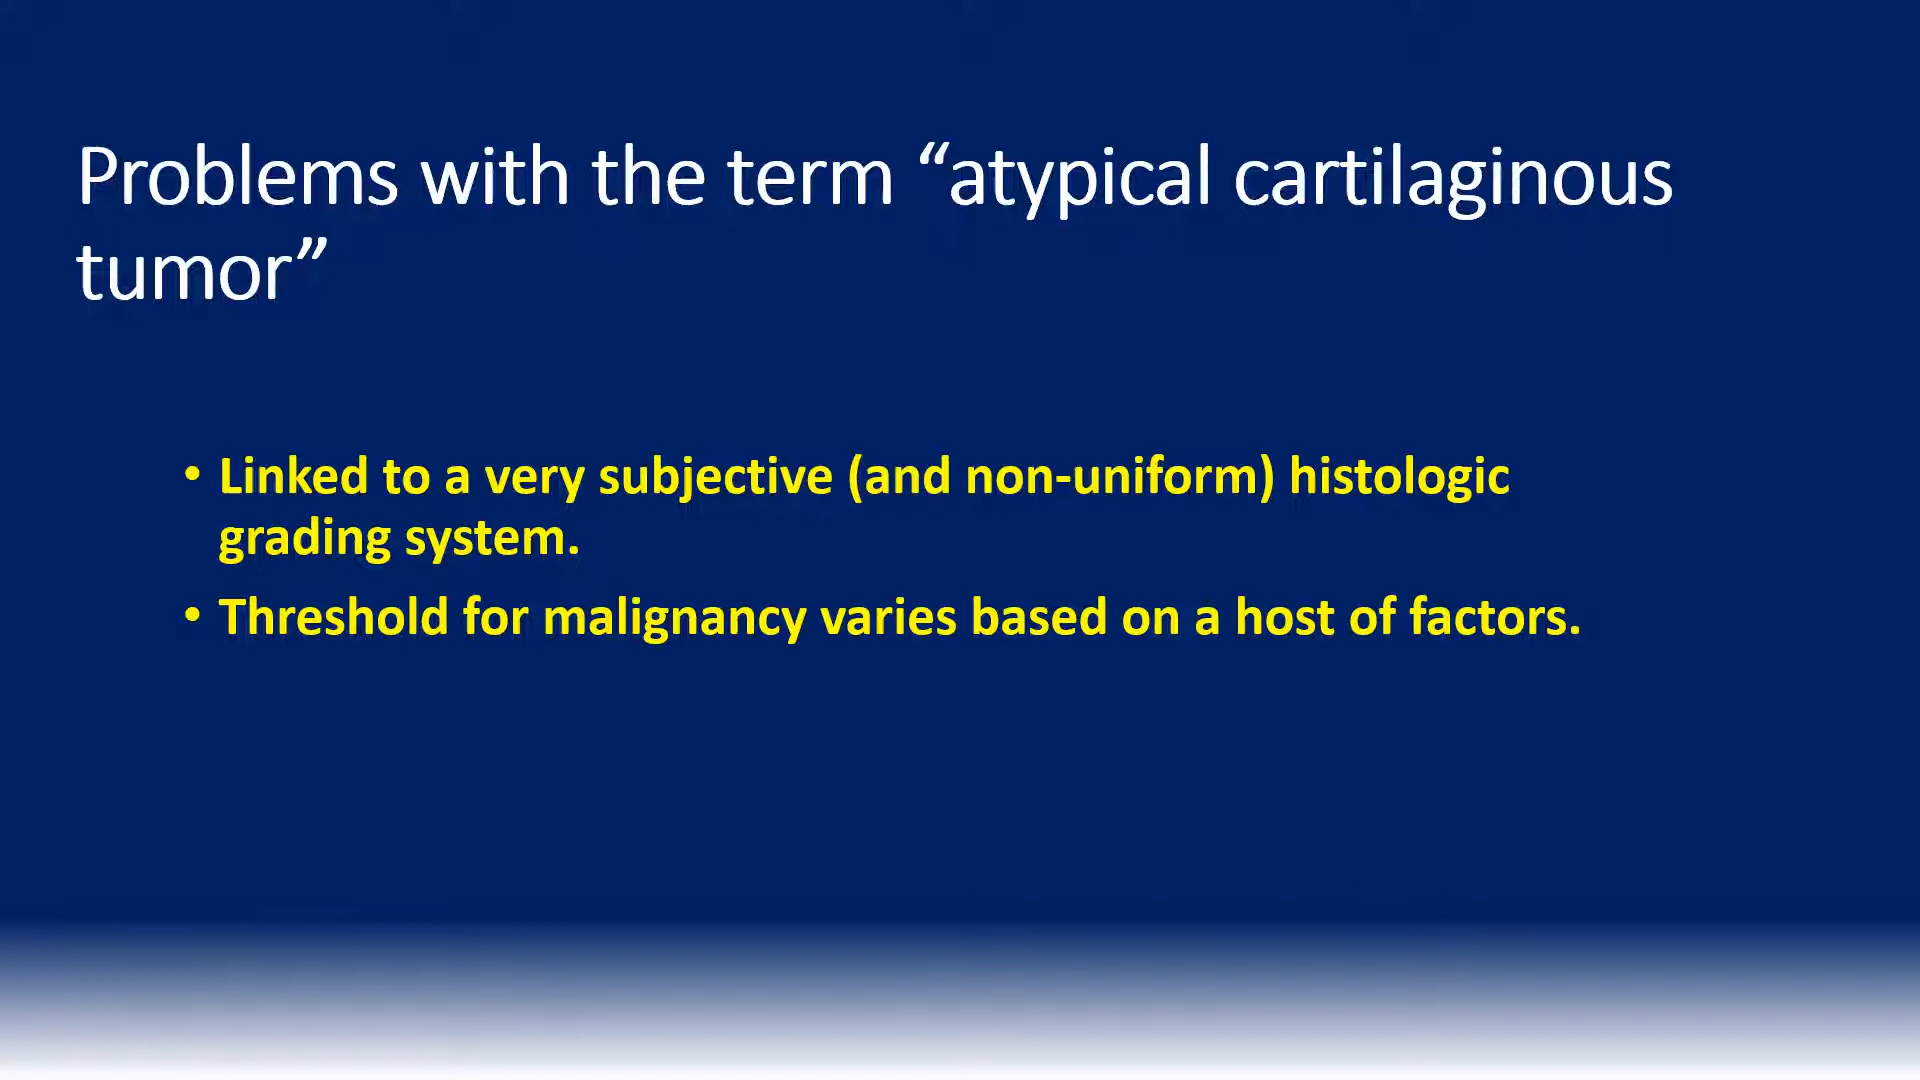 Problems with the term “atypical cartilaginous
tumor”
• Linked to a very subjective (and non-uniform) histologic
grading system.
• Threshold for malignancy varies based on a host of factors.